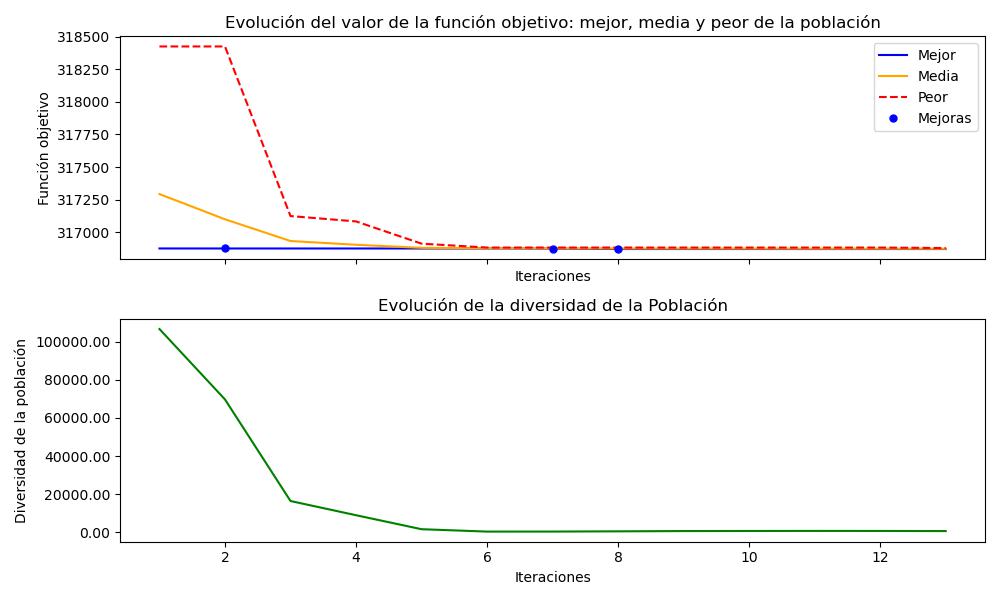 Evolución del valor de la función objetivo: mejor, media y peor de la población
Función objetivo
318500
318250
318000
317750
317500
317250
317000
Mejor
Media
Peor
Mejoras
Iteraciones
Evolución de la diversidad de la Población
Diversidad de la población
100000.00
80000.00
60000.00
40000.00
20000.00
0.00
2 4 6 8 10 12
Iteraciones